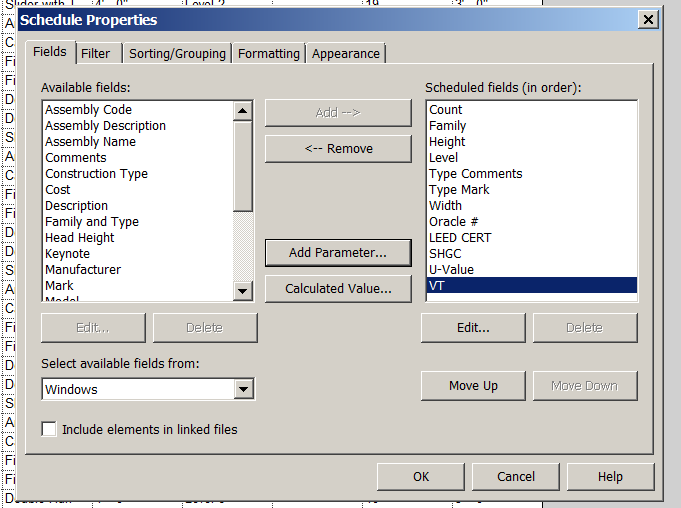 Slider with 4' - 0" Level 2 19 3' - 0"
Schedule Properties
Fields Filter Sorting/Grouping Formatting Appearance
Available fields:
Assembly Code
Assembly Description
Assembly Name
Comments
Construction Type
Cost
Description
Family and Type
Head Height
Keynote
Manufacturer
Mark
Model
Edit... Delete
Select available fields from:
Windows
Include elements in linked files
Add -->
<-- Remove
Add Parameter...
Calculated Value...
Scheduled fields (in order):
Count
Family
Height
Level
Type Comments
Type Mark
Width
Oracle #
LEED CERT
SHGC
U-Value
VT
Edit... Delete
Move Up Move Down
OK Cancel Help